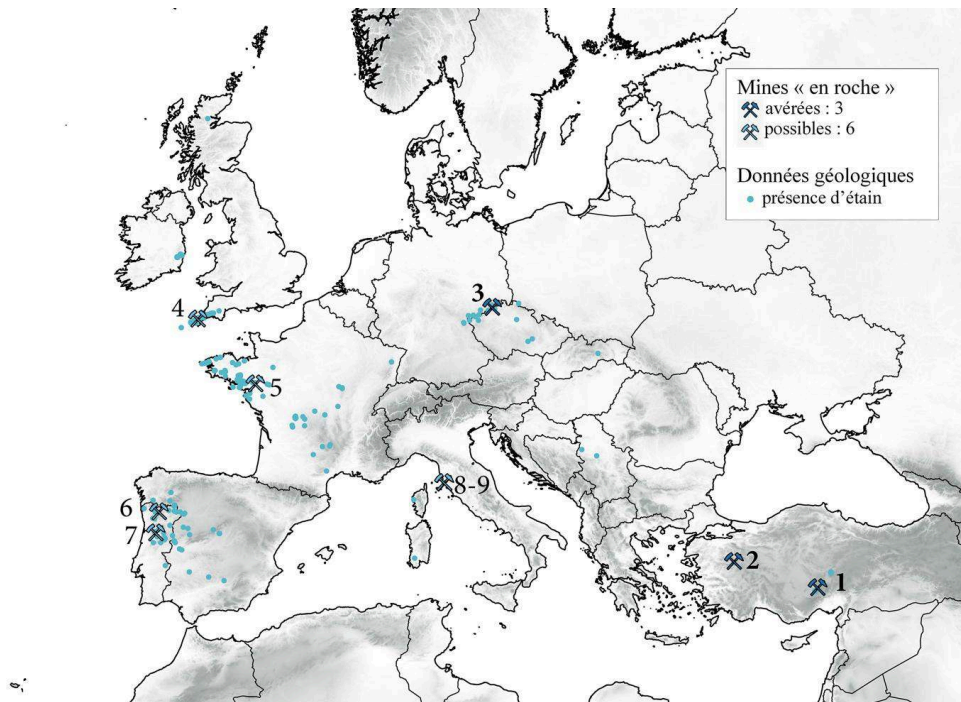 Mines « en roche »
avérées : 3
possibles : 6
Données géologiques
présence d’étain
3
4
5
8-9
6
7
2
1